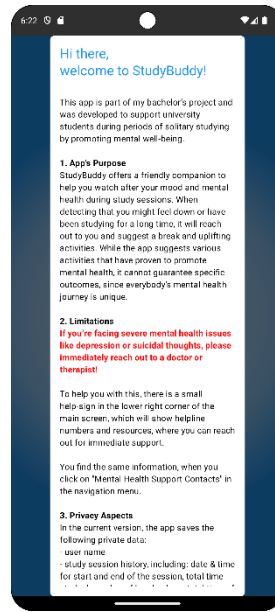 6:22
Hi there,
welcome to StudyBuddy!
This app is part of my bachelor's project and
was developed to support university
students during periods of solitary studying
by promoting mental well-being.
1. App's Purpose
StudyBuddy offers a friendly companion to
help you watch after your mood and mental
health during study sessions. When
detecting that you might feel down or have
been studying for a long time, it will reach
out to you and suggest a break and uplifting
activities. While the app suggests various
activities that have proven to promote
mental health, it cannot guarantee specific
outcomes, since everybody's mental health
journey is unique.
2. Limitations
If you're facing severe mental health issues
like depression or suicidal thoughts, please
immediately reach out to a doctor or
therapist!
To help you with this, there is a small
help-sign in the lower right corner of the
main screen, which will show helpline
numbers and resources, where you can reach
out for immediate support.
You find the same information, when you
click on "Mental Health Support Contacts" in
the navigation menu.
3. Privacy Aspects
In the current version, the app saves the
following private data:
- user name
- study session history, including: date & time
for start and end of the session, total time